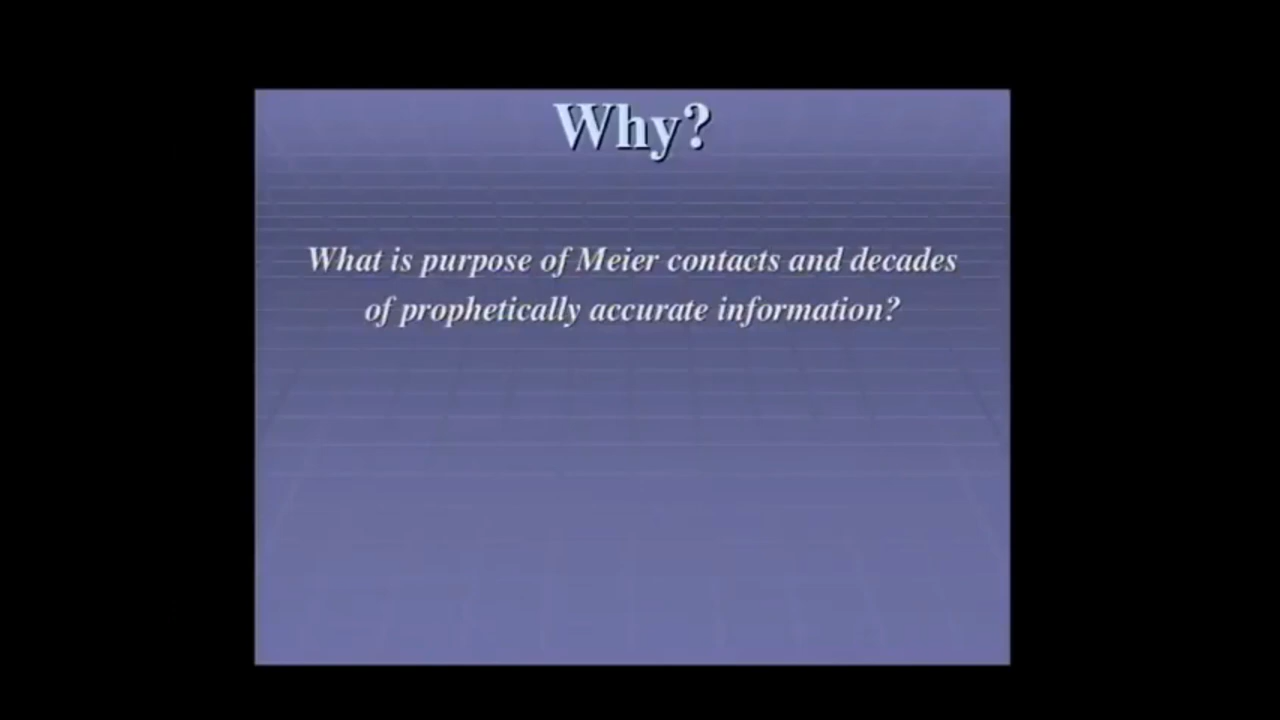 Why?
What is purpose of Meier contacts and decades
of prophetically accurate information?